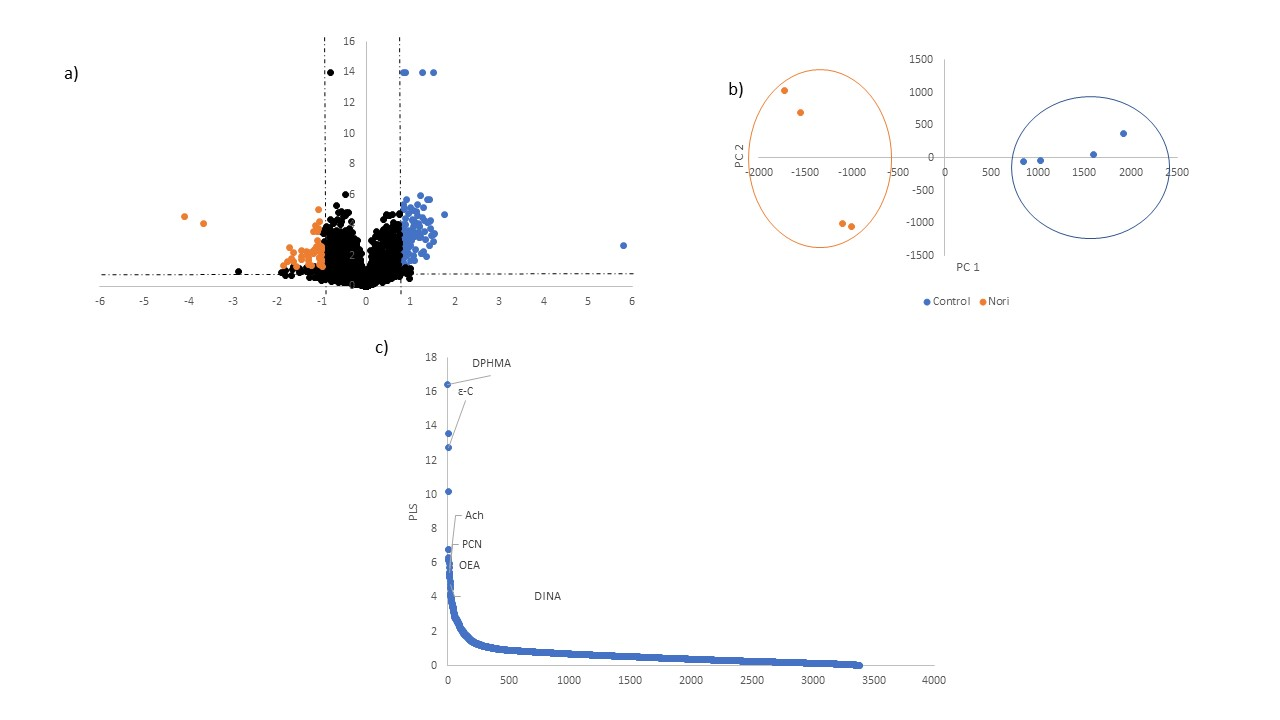 a)
16
14
12
10
8
6
2
0
-6 -5 -4 -3 -2 -1 0 1 2 3 4 5 6
b)
1500
1000
500
0
-500
-1000
-1500
PC 2
-2000 -1500 -1000 -500 0 500 1000 1500 2000 2500
PC 1
Control Nori
c)
18
16
14
12
10
8
6
4
2
0
PLS
DPHMA
ε-C
Ach
PCN
OEA
DINA
0 500 1000 1500 2000 2500 3000 3500 4000